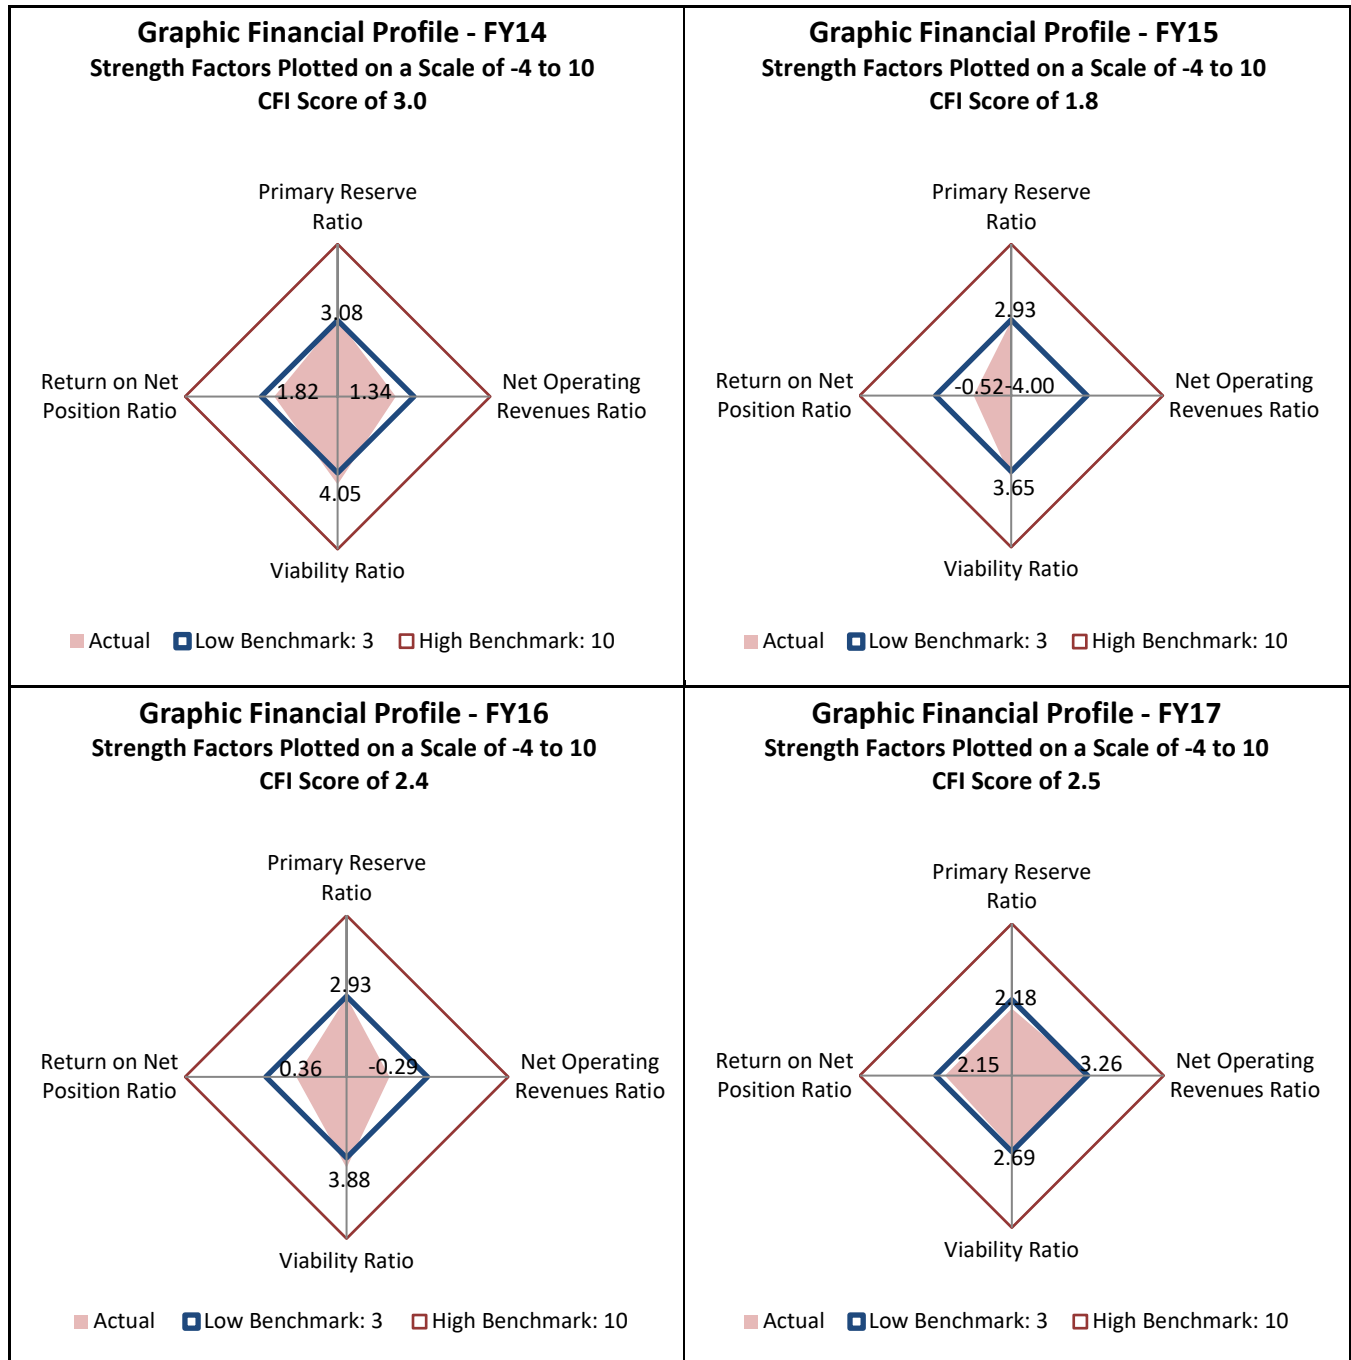 Graphic Financial Profile - FY14
Strength Factors Plotted on a Scale of -4 to 10
CFI Score of 3.0
Primary Reserve
Ratio
3.08
Return on Net
Position Ratio
1.82
1.34
Net Operating
Revenues Ratio
4.05
Viability Ratio
Actual
Low Benchmark: 3
High Benchmark: 10
Graphic Financial Profile - FY15
Strength Factors Plotted on a Scale of -4 to 10
CFI Score of 1.8
Primary Reserve
Ratio
2.93
Return on Net
Position Ratio
-0.52
-4.00
Net Operating
Revenues Ratio
3.65
Viability Ratio
Actual
Low Benchmark: 3
High Benchmark: 10
Graphic Financial Profile - FY16
Strength Factors Plotted on a Scale of -4 to 10
CFI Score of 2.4
Primary Reserve
Ratio
2.93
Return on Net
Position Ratio
0.36
-0.29
Net Operating
Revenues Ratio
3.88
Viability Ratio
Actual
Low Benchmark: 3
High Benchmark: 10
Graphic Financial Profile - FY17
Strength Factors Plotted on a Scale of -4 to 10
CFI Score of 2.5
Primary Reserve
Ratio
2.18
Return on Net
Position Ratio
2.15
3.26
Net Operating
Revenues Ratio
2.69
Viability Ratio
Actual
Low Benchmark: 3
High Benchmark: 10